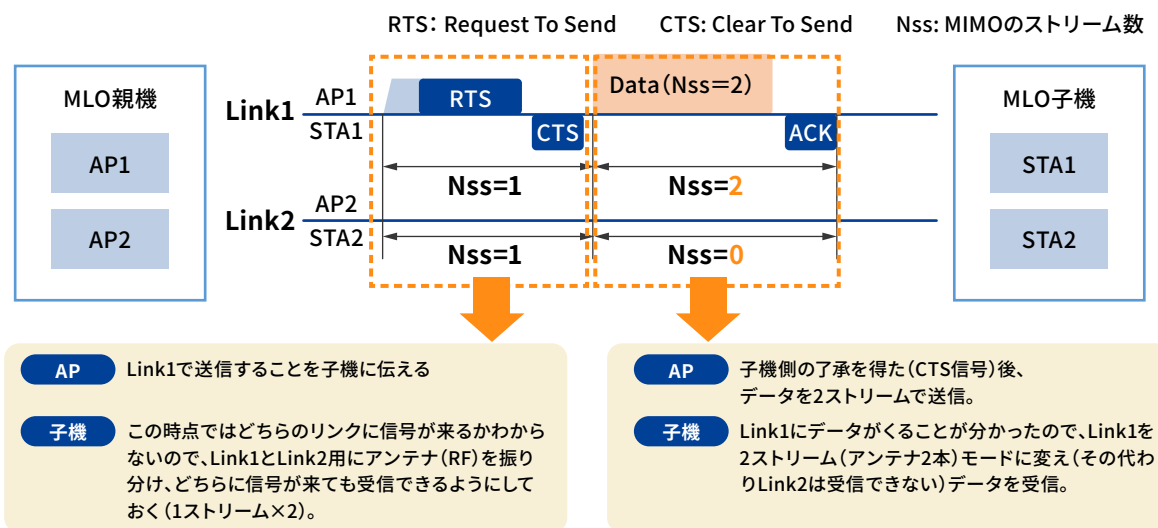 RTS：Request To Send CTS: Clear To Send Nss: MIMOのストリーム数
MLO親機
AP1
AP2
Link1
AP1
STA1
RTS
CTS
Data（Nss＝2）
ACK
Nss=1
Nss=2
Link2
AP2
STA2
Nss=1
Nss=0
MLO子機
STA1
STA2
AP
Link1で送信することを子機に伝える
子機
この時点ではどちらのリンクに信号が来るかわから
ないので、Link1とLink2用にアンテナ（RF）を振り
分け、どちらに信号が来ても受信できるようにして
おく（1ストリーム×2）。
AP
子機側の了承を得た（CTS信号）後、
データを2ストリームで送信。
子機
Link1にデータがくることが分かったので、Link1を
2ストリーム（アンテナ2本）モードに変え（その代わ
りLink2は受信できない）データを受信。